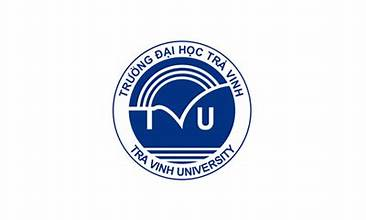 TRƯỜNG ĐẠI HỌC TRÀ VINH
TVU
TRA VINH UNIVERSITY